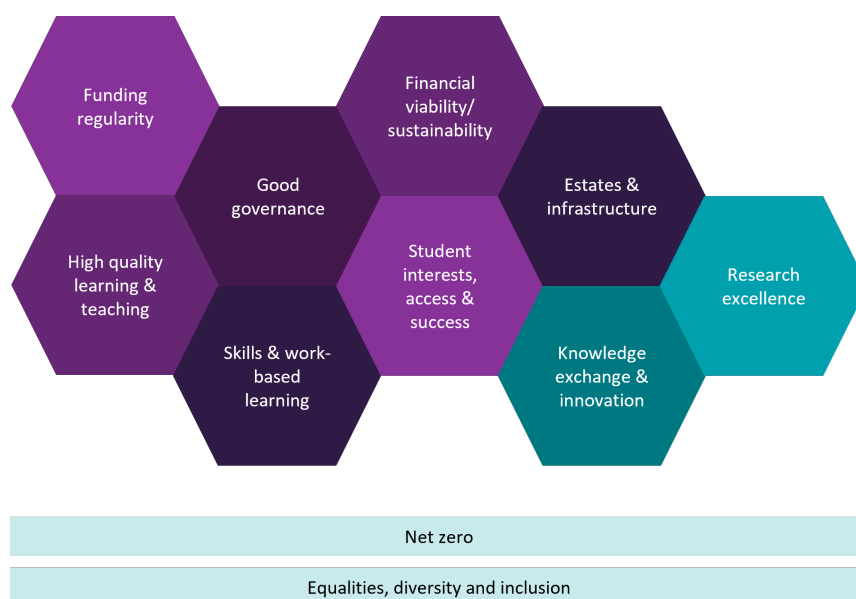 Funding
regularity
Financial
viability/
sustainability
Good
governance
Estates &
infrastructure
High quality
learning &
teaching
Student
interests,
access &
success
Research
excellence
Skills & work-
based
learning
Knowledge
exchange &
innovation
Net zero
Equalities, diversity and inclusion